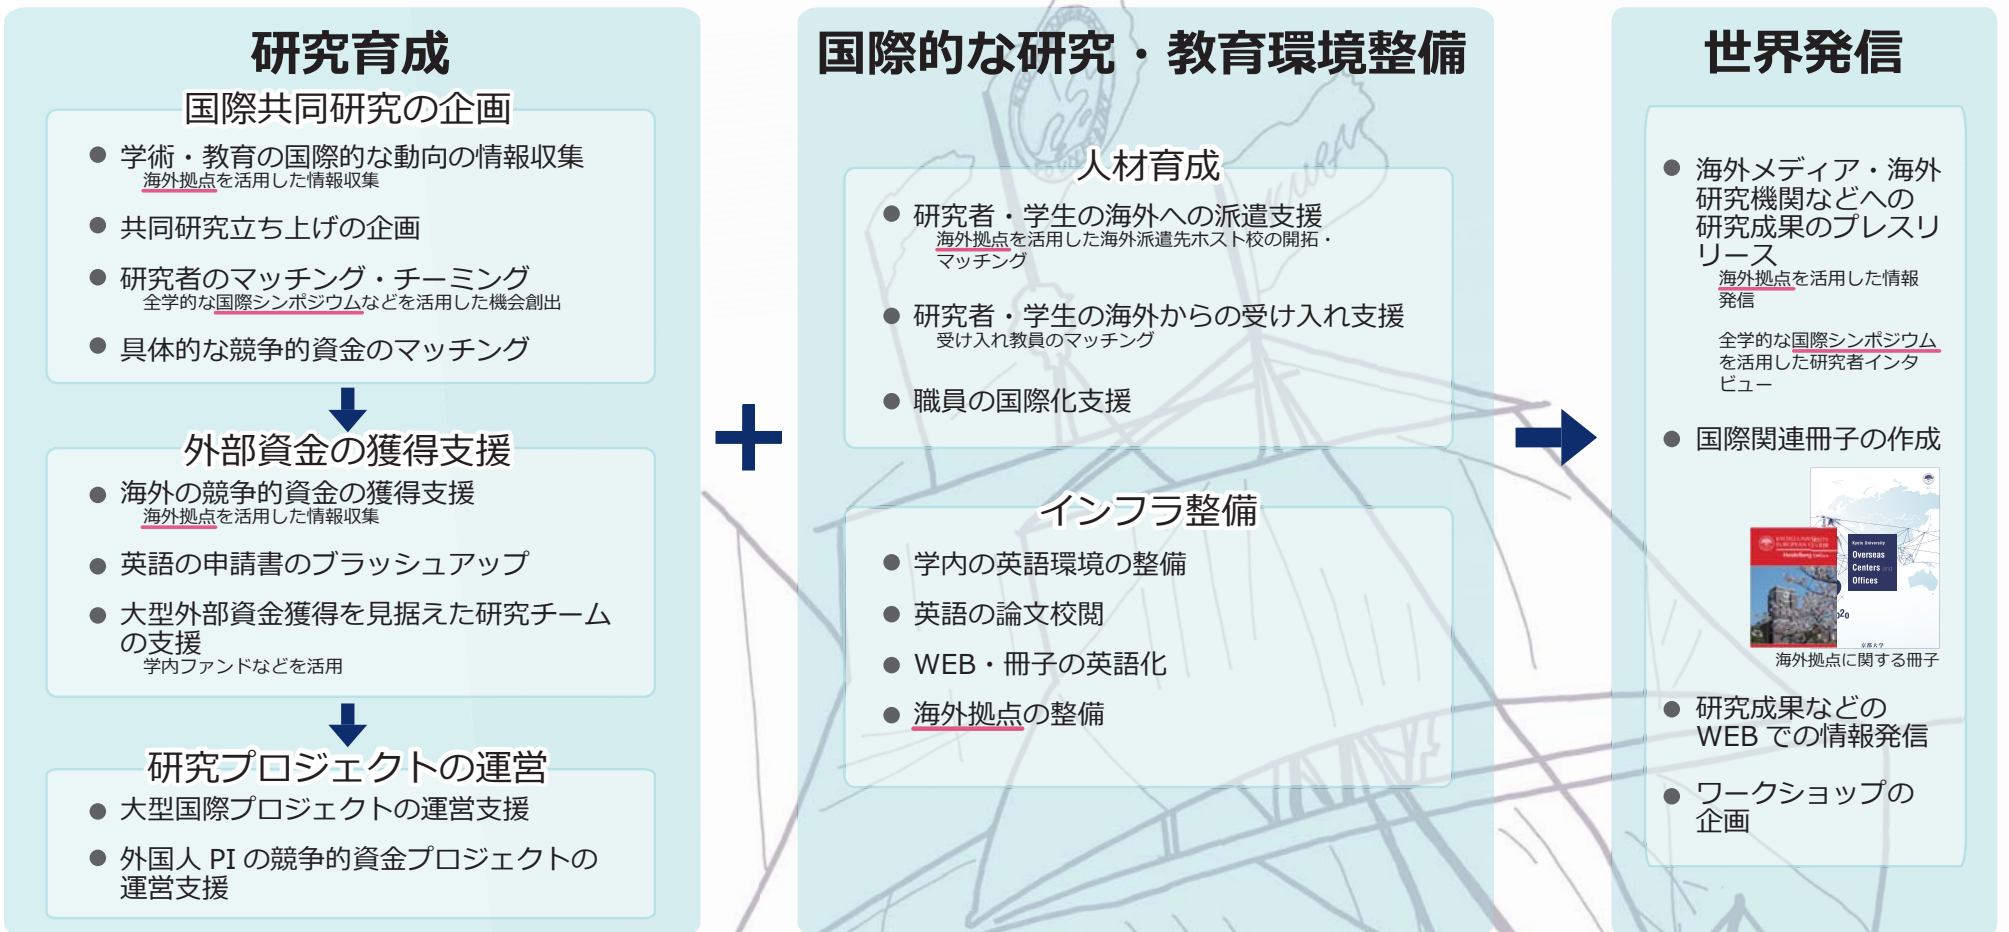 研究育成
国際共同研究の企画
● 学術・教育の国際的な動向の情報収集
海外拠点を活用した情報収集
● 共同研究立ち上げの企画
● 研究者のマッチング・チーミング
全学的な国際シンポジウムなどを活用した機会創出
● 具体的な競争的資金のマッチング
外部資金の獲得支援
● 海外の競争的資金の獲得支援
海外拠点を活用した情報収集
● 英語の申請書のブラッシュアップ
● 大型外部資金獲得を見据えた研究チーム
の支援
学内ファンドなどを活用
研究プロジェクトの運営
● 大型国際プロジェクトの運営支援
● 外国人 PI の競争的資金プロジェクトの
運営支援
+
国際的な研究・教育環境整備
人材育成
● 研究者・学生の海外への派遣支援
海外拠点を活用した海外派遣先ホスト校の開拓・
マッチング
● 研究者・学生の海外からの受け入れ支援
受け入れ教員のマッチング
● 職員の国際化支援
インフラ整備
● 学内の英語環境の整備
● 英語の論文校閲
● WEB・冊子の英語化
● 海外拠点の整備
世界発信
● 海外メディア・海外
研究機関などへの
研究成果のプレスリ
リース
海外拠点を活用した情報
発信
全学的な国際シンポジウム
を活用した研究者インタ
ビュー
● 国際関連冊子の作成
KYOTO UNIVERSITY
EUROPEAN CENTER
Heidelberg Office
Kyoto University
Overseas
Centers and
Offices
京都大学
海外拠点に関する冊子
● 研究成果などの
WEB での情報発信
● ワークショップの
企画